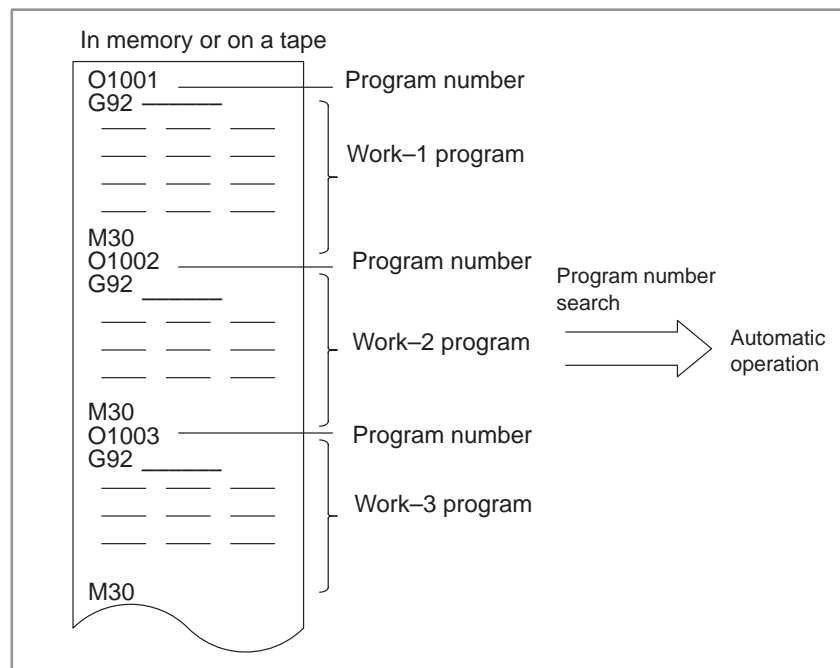 In memory or on a tape
O1001
Program number
G92
Work–1 program
M30
O1002
Program number
G92
Program number
search
Work–2 program
Automatic
operation
M30
O1003
Program number
G92
Work–3 program
M30